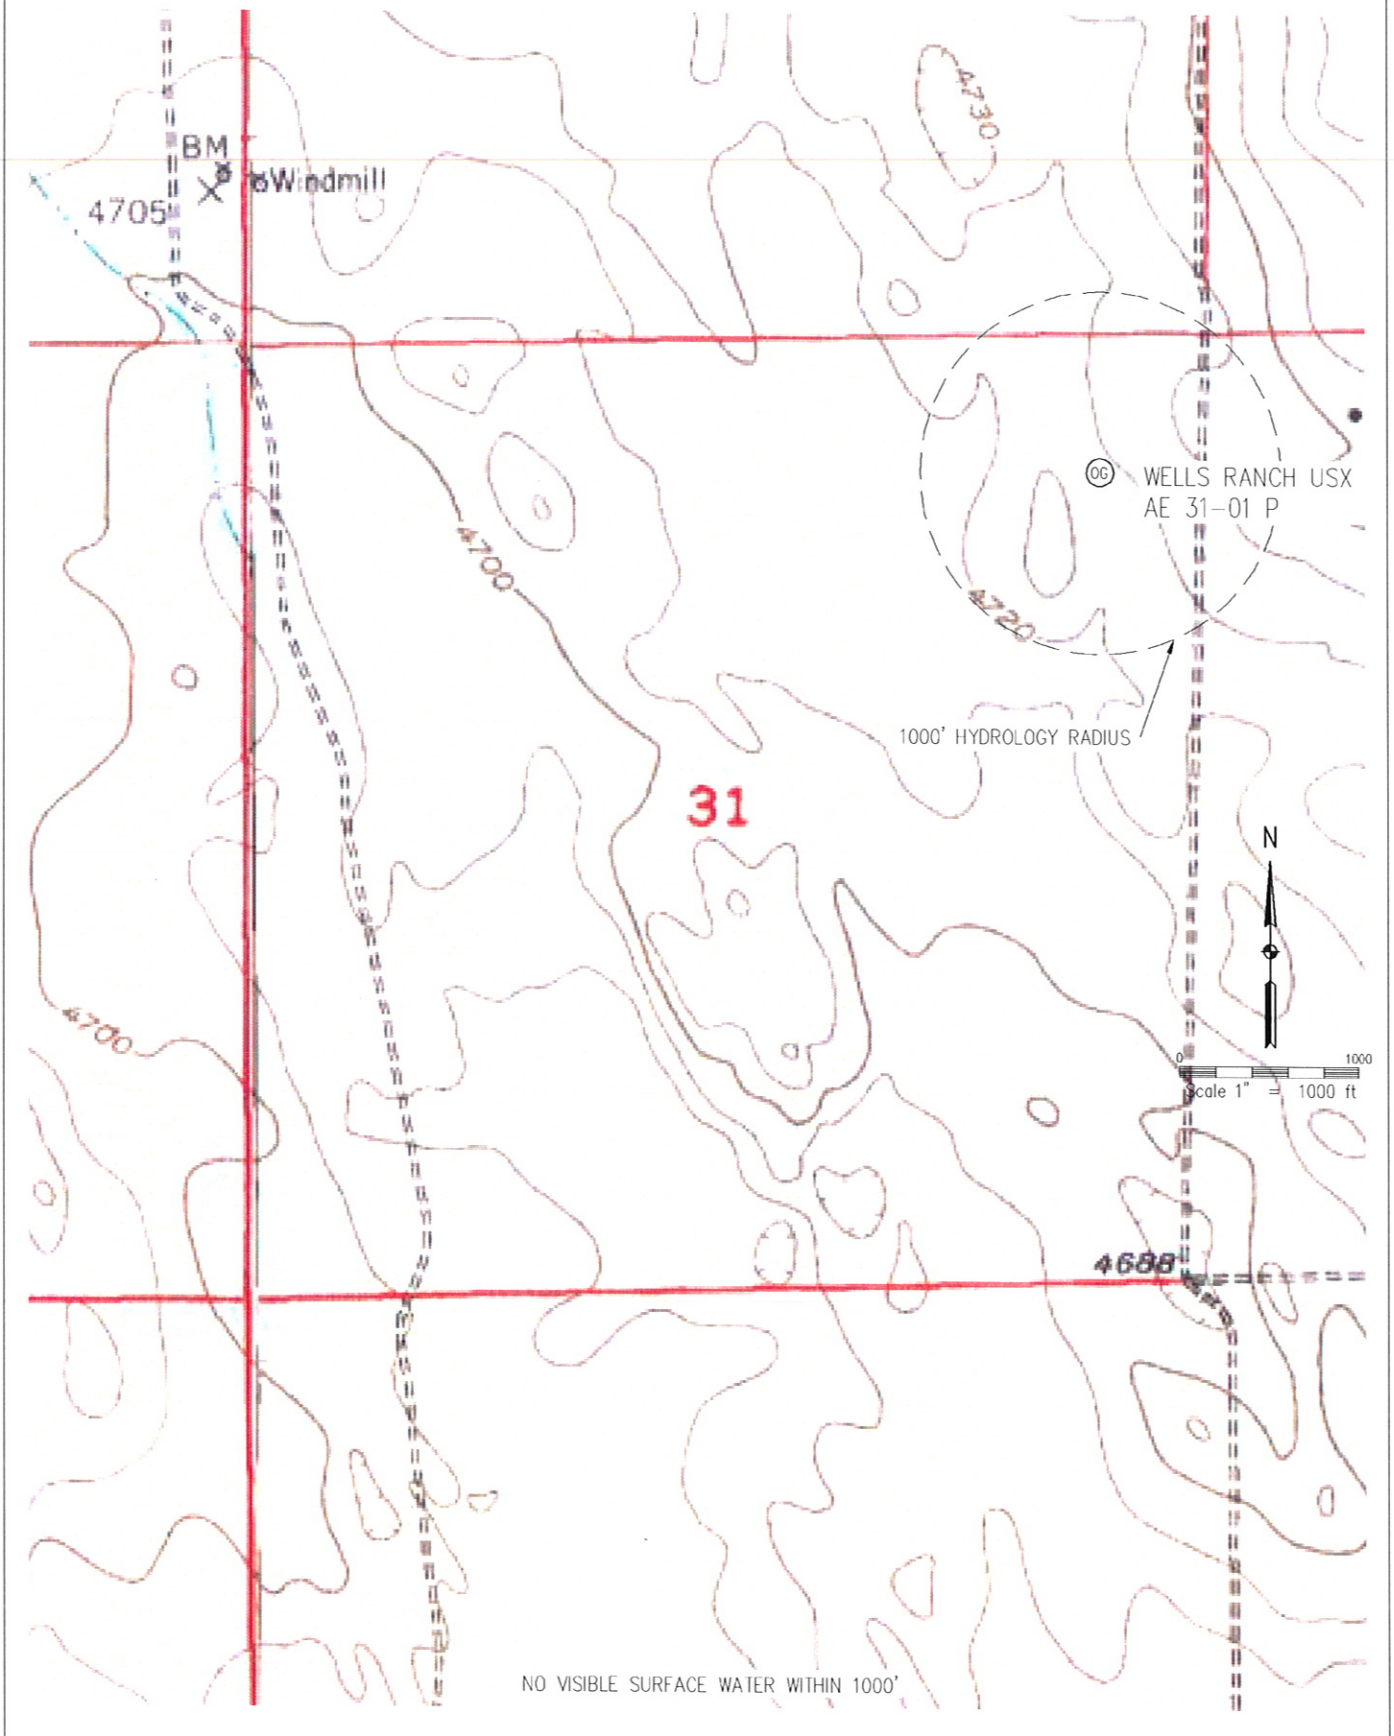 4730
BM
Windmill
4705
OG
WELLS RANCH USX
AE 31-01 P
4700
4720
1000' HYDROLOGY RADIUS
31
N
4700
0 1000
Scale 1" = 1000 ft
4688
NO VISIBLE SURFACE WATER WITHIN 1000'